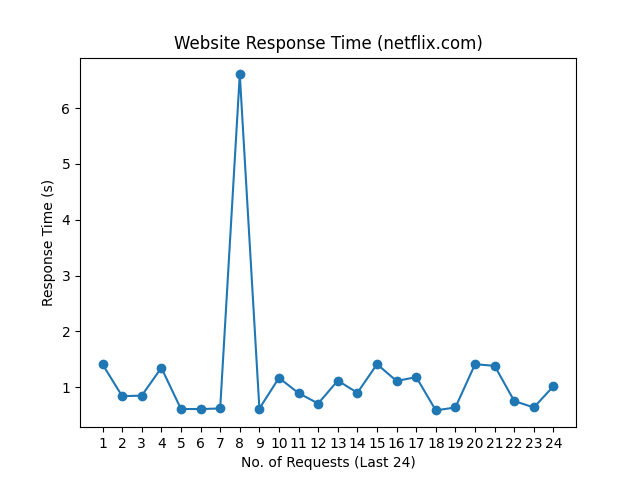 Website Response Time (netflix.com)
Response Time (s)
6
5
4
3
2
1
1 2 3 4 5 6 7 8 9 10 11 12 13 14 15 16 17 18 19 20 21 22 23 24
No. of Requests (Last 24)